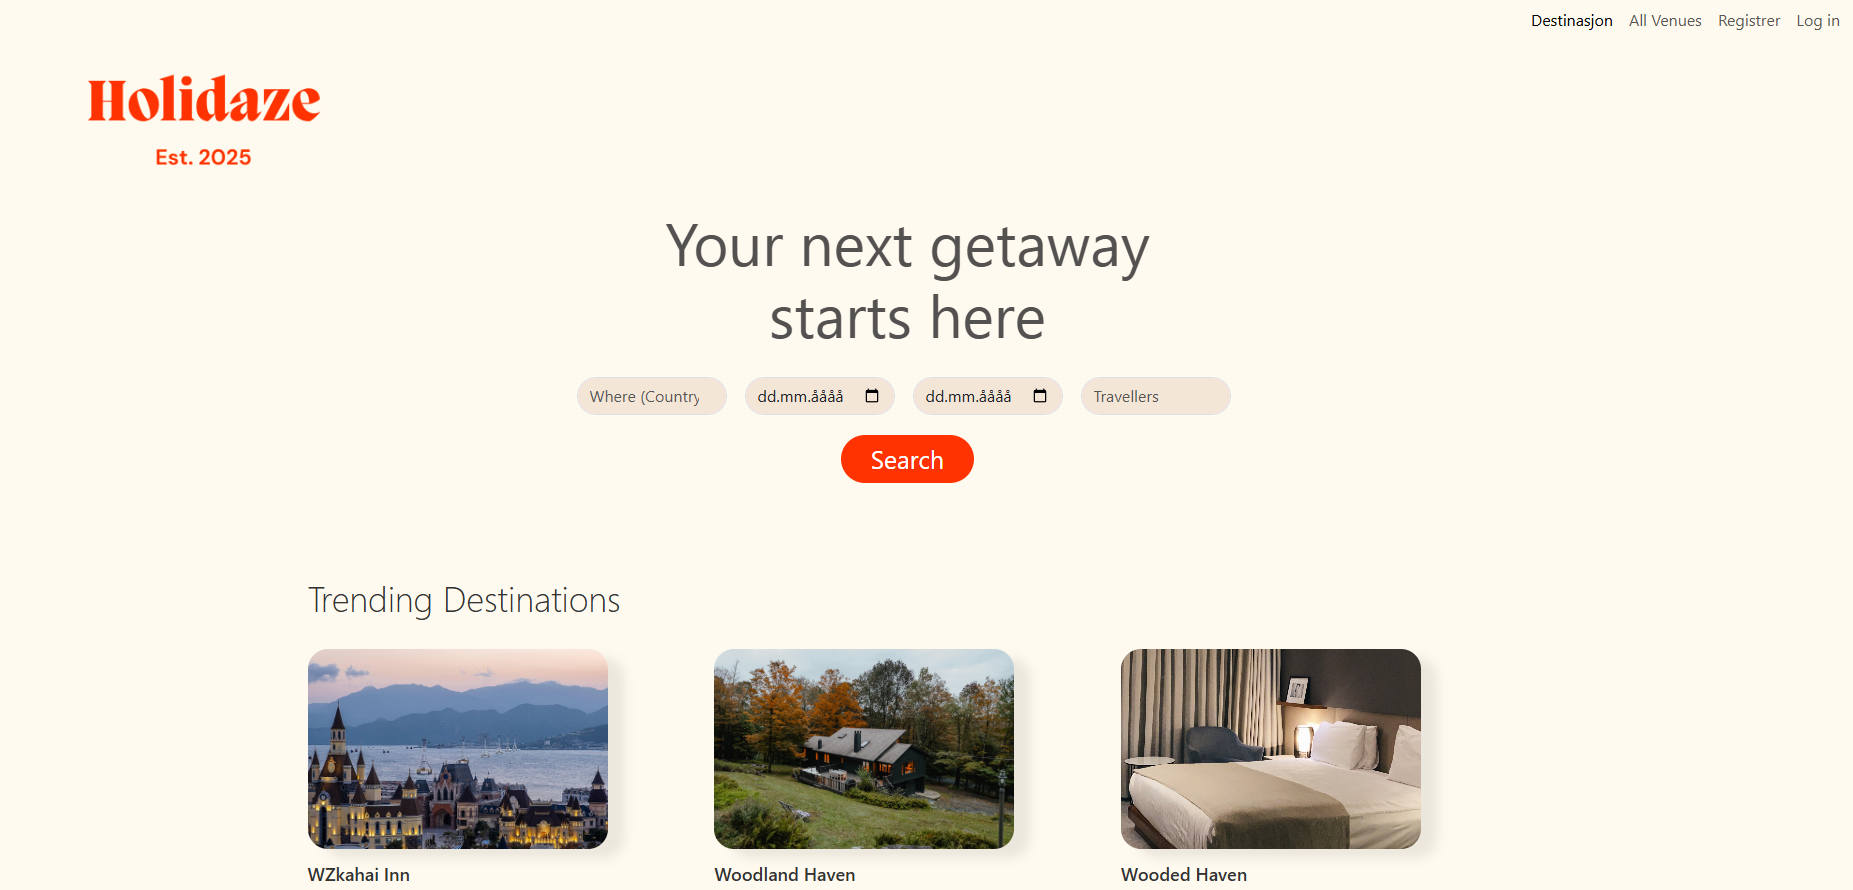 Destinasjon All Venues Registrer Log in
Holidaze
Est. 2025
Your next getaway
starts here
Where (Country dd.mm.åååå dd.mm.åååå Travellers
Search
Trending Destinations
WZkahai Inn Woodland Haven Wooded Haven